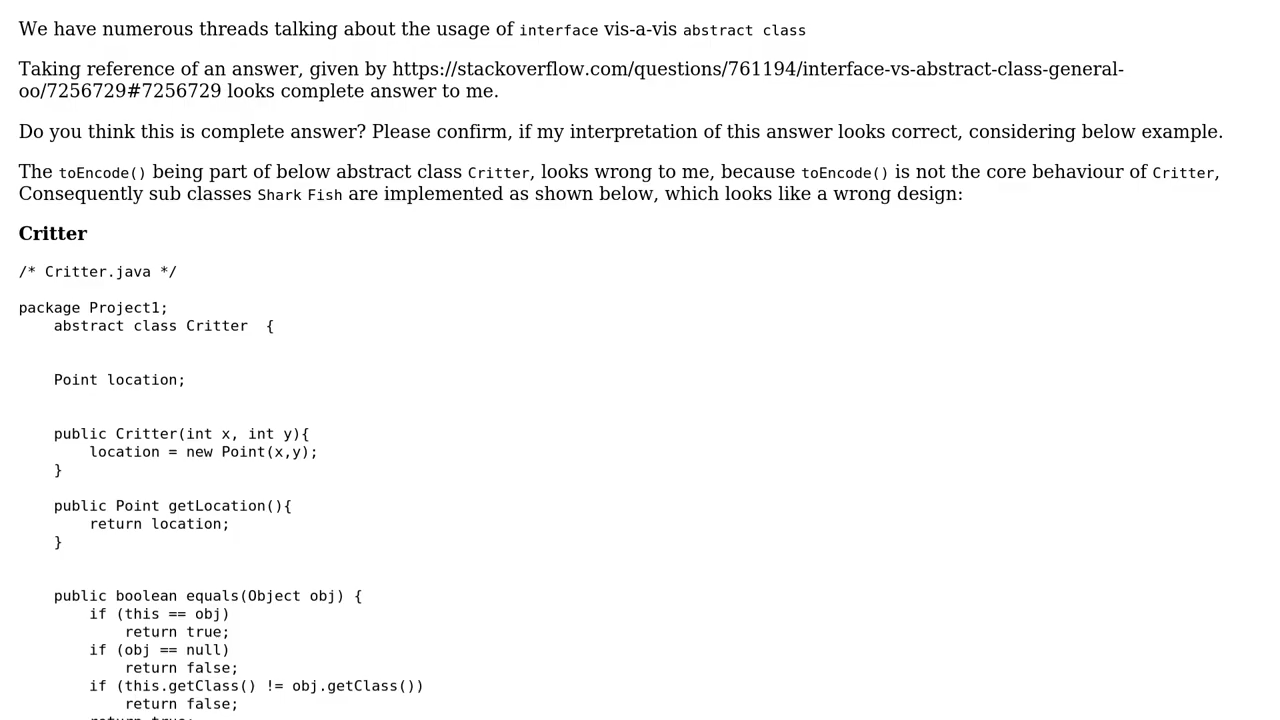 We have numerous threads talking about the usage of interface vis-a-vis abstract class
Taking reference of an answer, given by https://stackoverflow.com/questions/761194/interface-vs-abstract-class-general-
oo/7256729#7256729 looks complete answer to me.
Do you think this is complete answer? Please confirm, if my interpretation of this answer looks correct, considering below example.
The toEncode() being part of below abstract class Critter, looks wrong to me, because toEncode() is not the core behaviour of Critter,
Consequently sub classes Shark Fish are implemented as shown below, which looks like a wrong design:
Critter
/* Critter.java */
package Project1;
    abstract class Critter  {
    Point location;
    public Critter(int x, int y){
        location = new Point(x,y);
    }
    public Point getLocation(){
        return location;
    }
    public boolean equals(Object obj) {
        if (this == obj)
            return true;
        if (obj == null)
            return false;
        if (this.getClass() != obj.getClass())
            return false;
        return true;